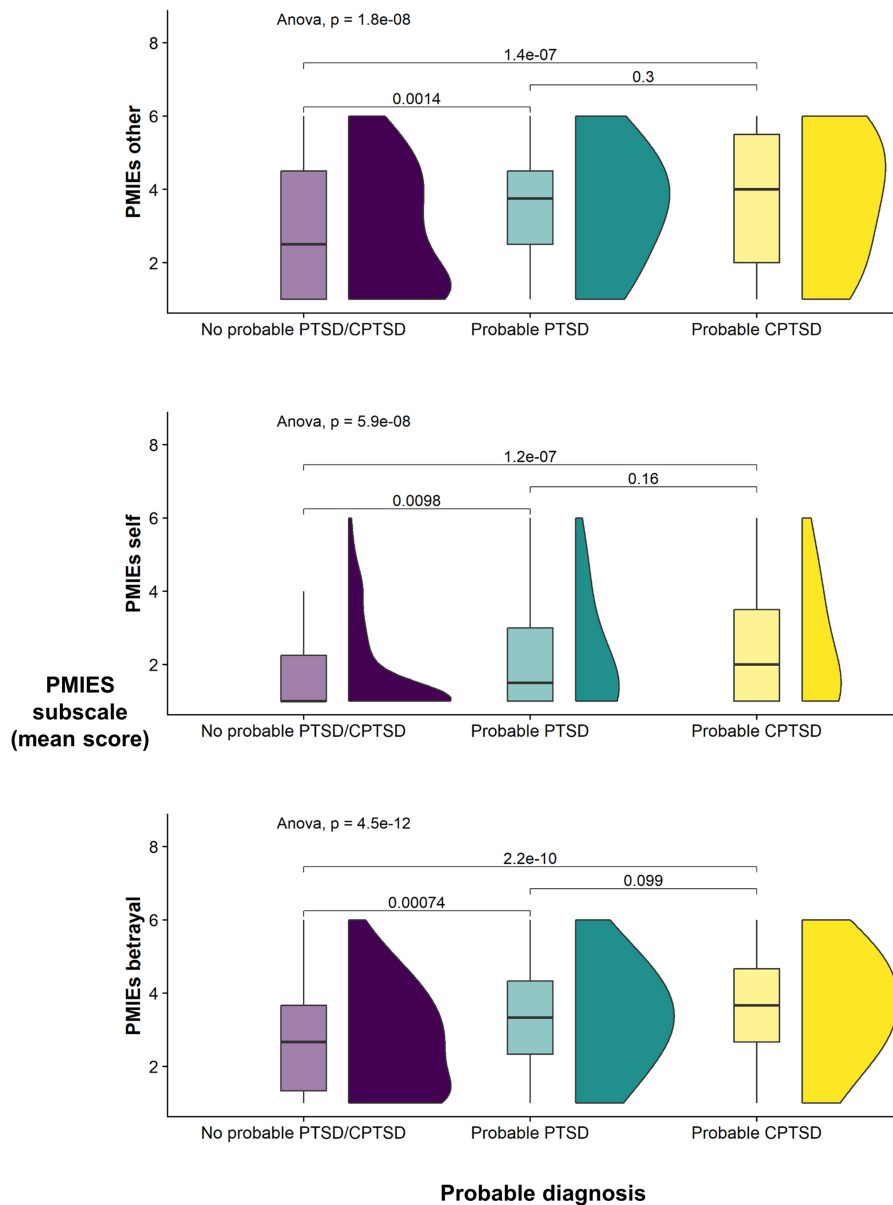 Anova, p = 1.8e-08
8
1.4e-07
0.3
0.0014
6
PMIEs other
4
2
No probable PTSD/CPTSD
Probable PTSD
Probable CPTSD
Anova, p = 5.9e-08
8
1.2e-07
0.16
0.0098
6
PMIEs self
4
2
No probable PTSD/CPTSD
Probable PTSD
Probable CPTSD
PMIES
subscale
(mean score)
Anova, p = 4.5e-12
8
2.2e-10
0.099
0.00074
6
PMIEs betrayal
4
2
No probable PTSD/CPTSD
Probable PTSD
Probable CPTSD
Probable diagnosis